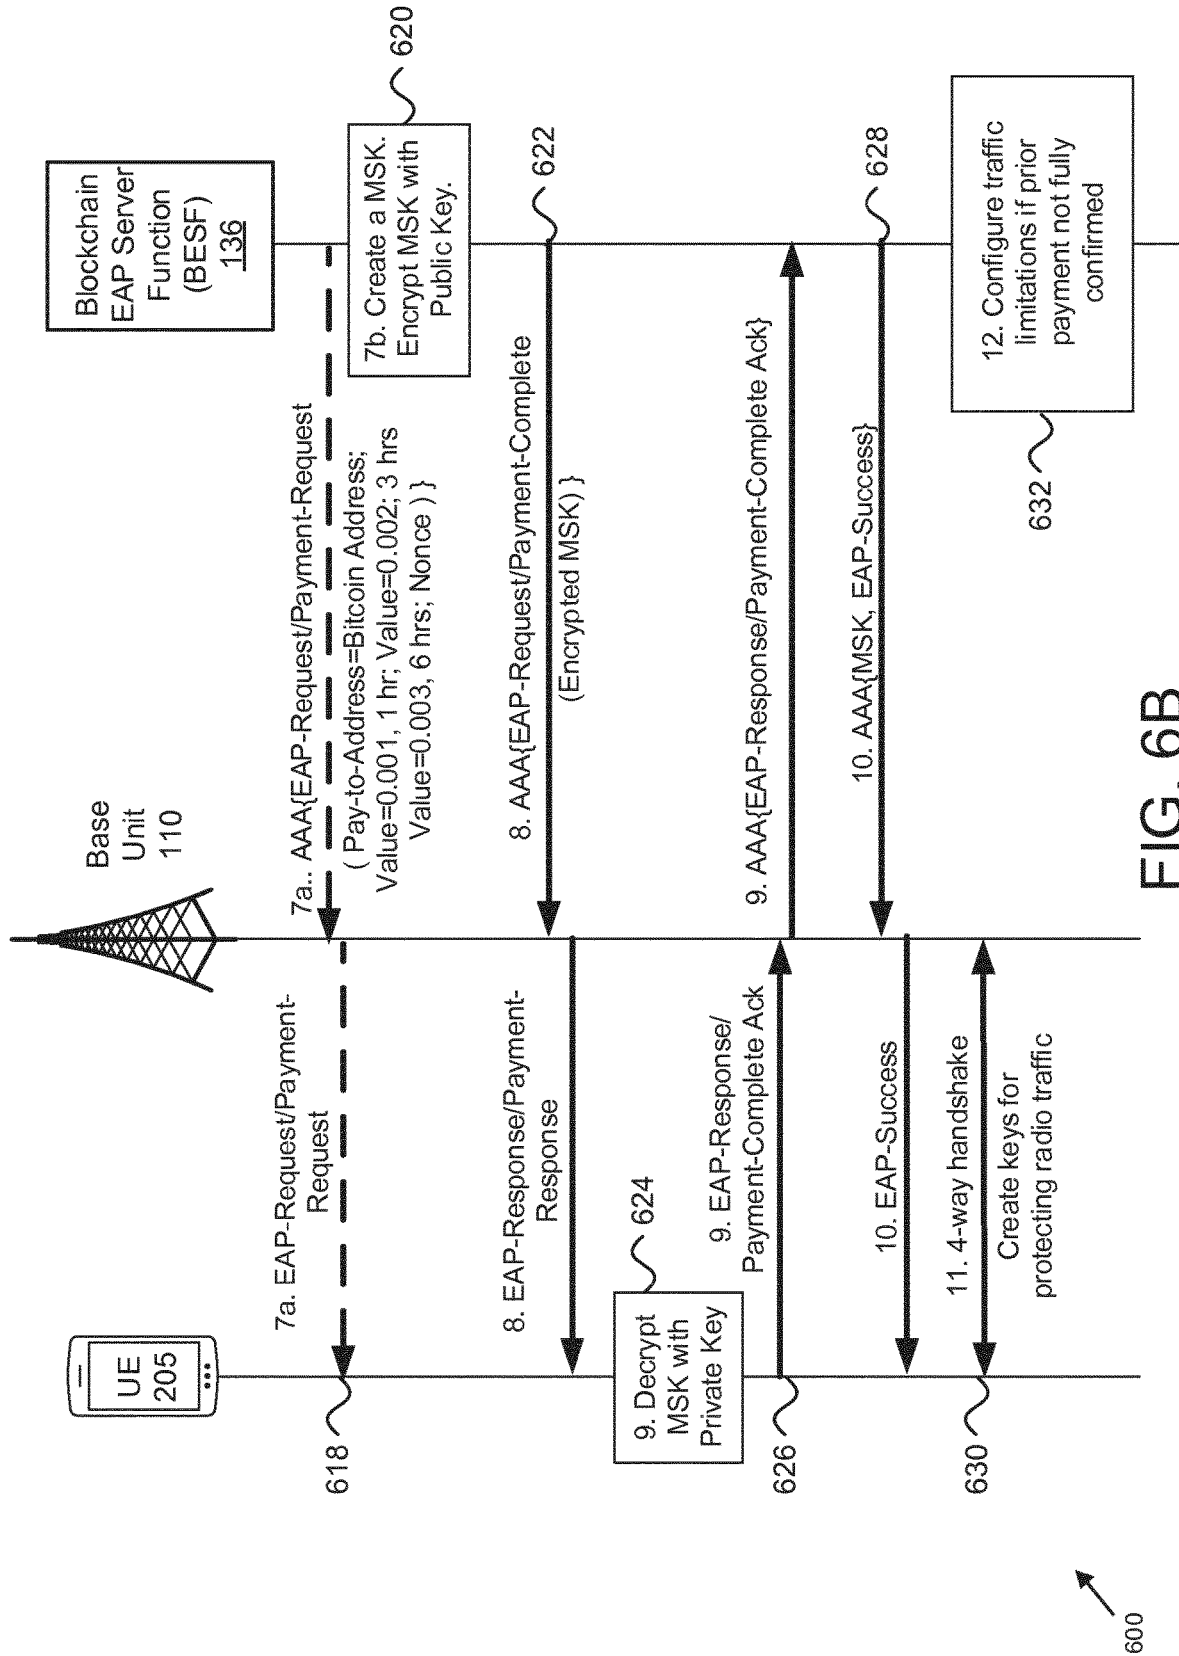 UE
205
Base
Unit
110
Blockchain
EAP Server
Function
(BESF)
136
7a. EAP-Request/Payment-
Request
618
7a.. AAA{EAP-Request/Payment-Request
( Pay-to-Address=Bitcoin Address;
Value=0.001, 1 hr; Value=0.002; 3 hrs
Value=0.003, 6 hrs; Nonce ) }
7b. Create a MSK.
Encrypt MSK with
Public Key.
620
8. AAA{EAP-Request/Payment-Complete
(Encrypted MSK) }
622
8. EAP-Response/Payment-
Response
9. Decrypt
MSK with
Private Key
624
9. EAP-Response/
Payment-Complete Ack
626
9. AAA{EAP-Response/Payment-Complete Ack}
10. AAA{MSK, EAP-Success}
628
10. EAP-Success
11. 4-way handshake
Create keys for
protecting radio traffic
630
12. Configure traffic
limitations if prior
payment not fully
confirmed
632
600
FIG. 6B